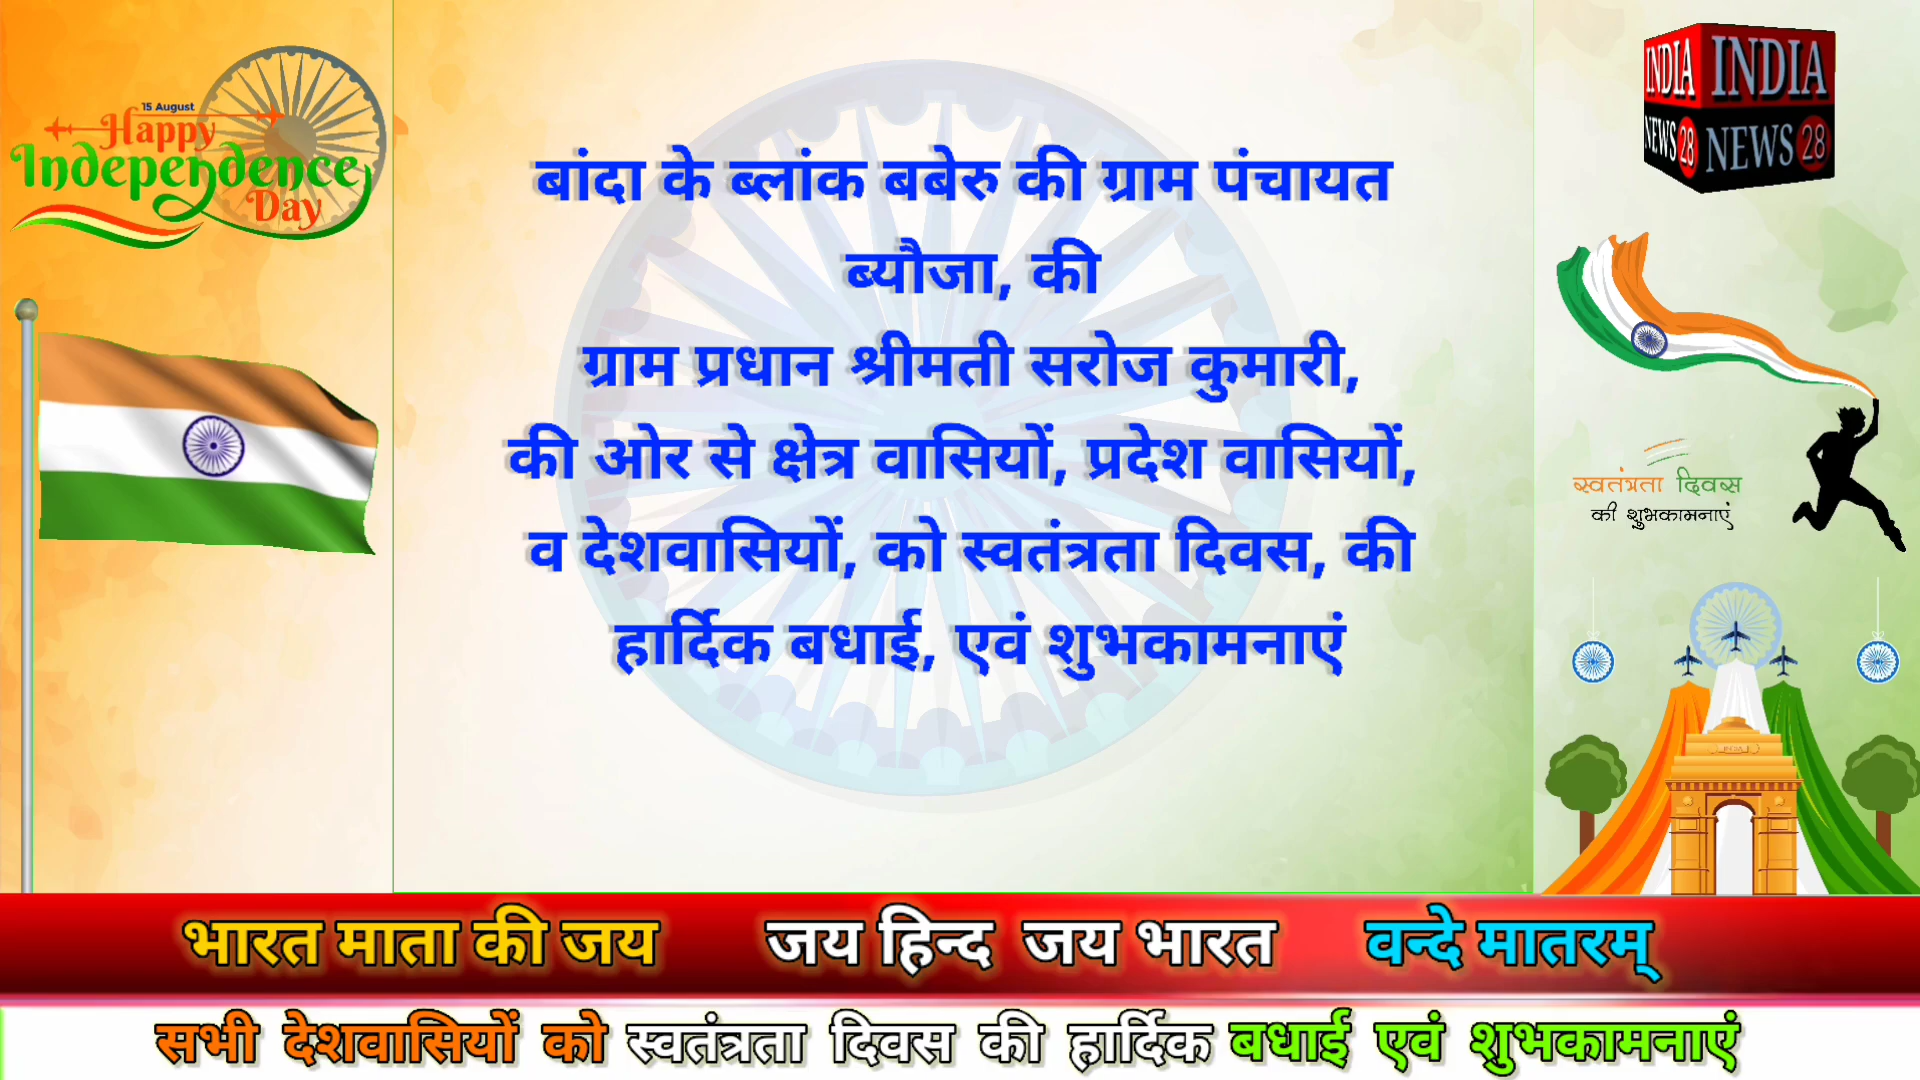 15 August
Happy
Independence
Day
INDIA INDIA
NEWS 28 NEWS 28
बांदा के ब्लांक बबेरु की ग्राम पंचायत
ब्यौजा, की
ग्राम प्रधान श्रीमती सरोज कुमारी,
की ओर से क्षेत्र वासियों, प्रदेश वासियों,
व देशवासियों, को स्वतंत्रता दिवस, की
हार्दिक बधाई, एवं शुभकामनाएं
स्वतंत्रता दिवस
की शुभकामनाएं
INDIA
भारत माता की जय जय हिन्द जय भारत वन्दे मातरम्
सभी देशवासियों को स्वतंत्रता दिवस की हार्दिक बधाई एवं शुभकामनाएं